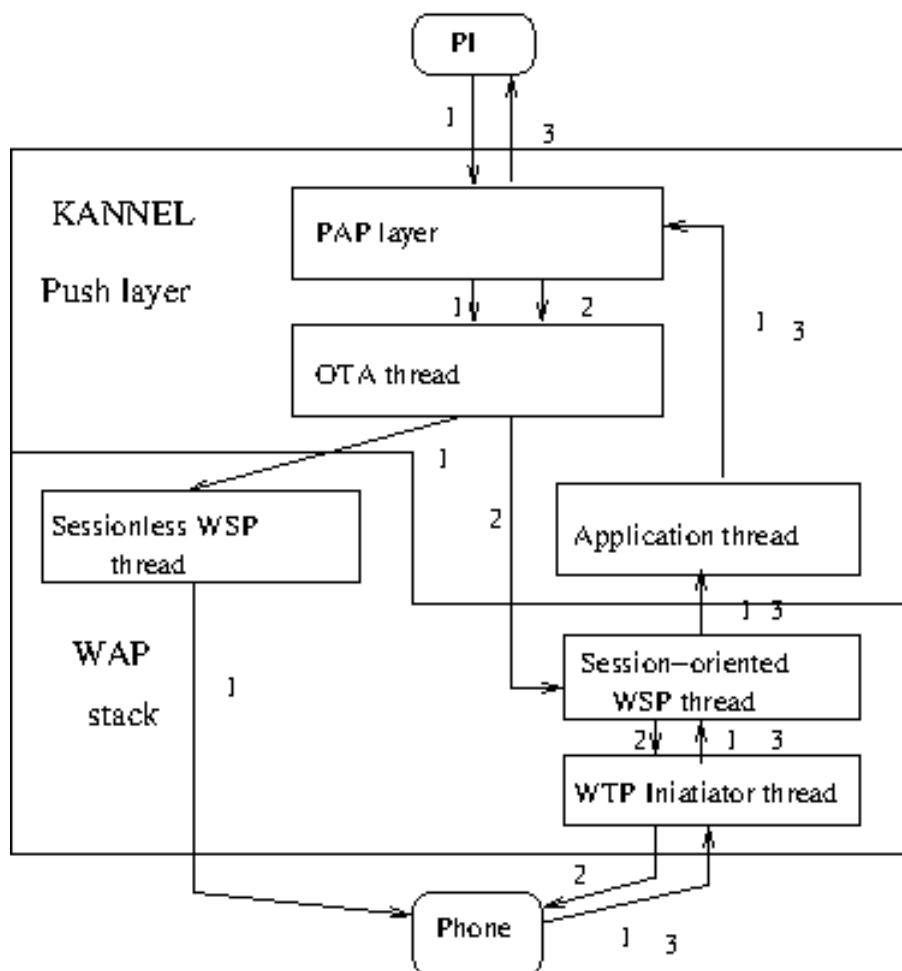 PI
1
3
KANNEL
Push layer
PAP layer
1
2
1 3
OTA thread
1
2
Sessionless WSP
thread
Application thread
1 3
WAP
stack
1
Session-oriented
WSP thread
2 1 3
WTP Iniatiator thread
2
Phone
1 3